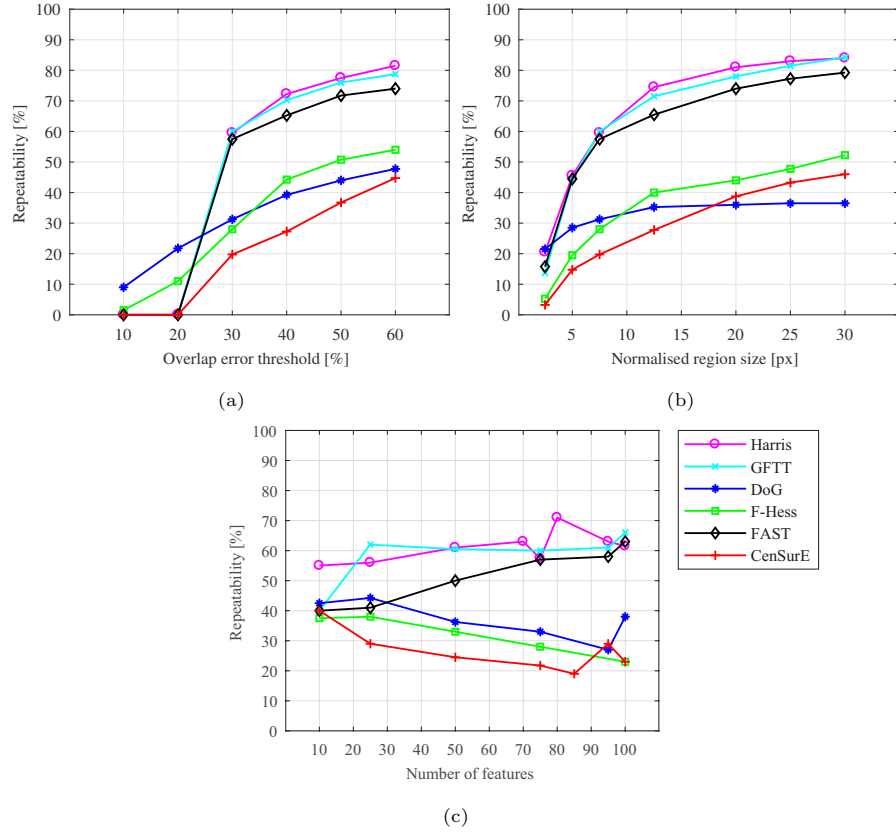 100
90
80
70
60
50
40
30
20
10
0
Repeatability [%]
10 20 30 40 50 60
Overlap error threshold [%]
(a)
100
90
80
70
60
50
40
30
20
10
0
Repeatability [%]
5 10 15 20 25 30
Normalised region size [px]
(b)
100
90
80
70
60
50
40
30
20
10
0
Repeatability [%]
10 20 30 40 50 60 70 80 90 100
Number of features
Harris
GFTT
DoG
F-Hess
FAST
CenSurE
(c)